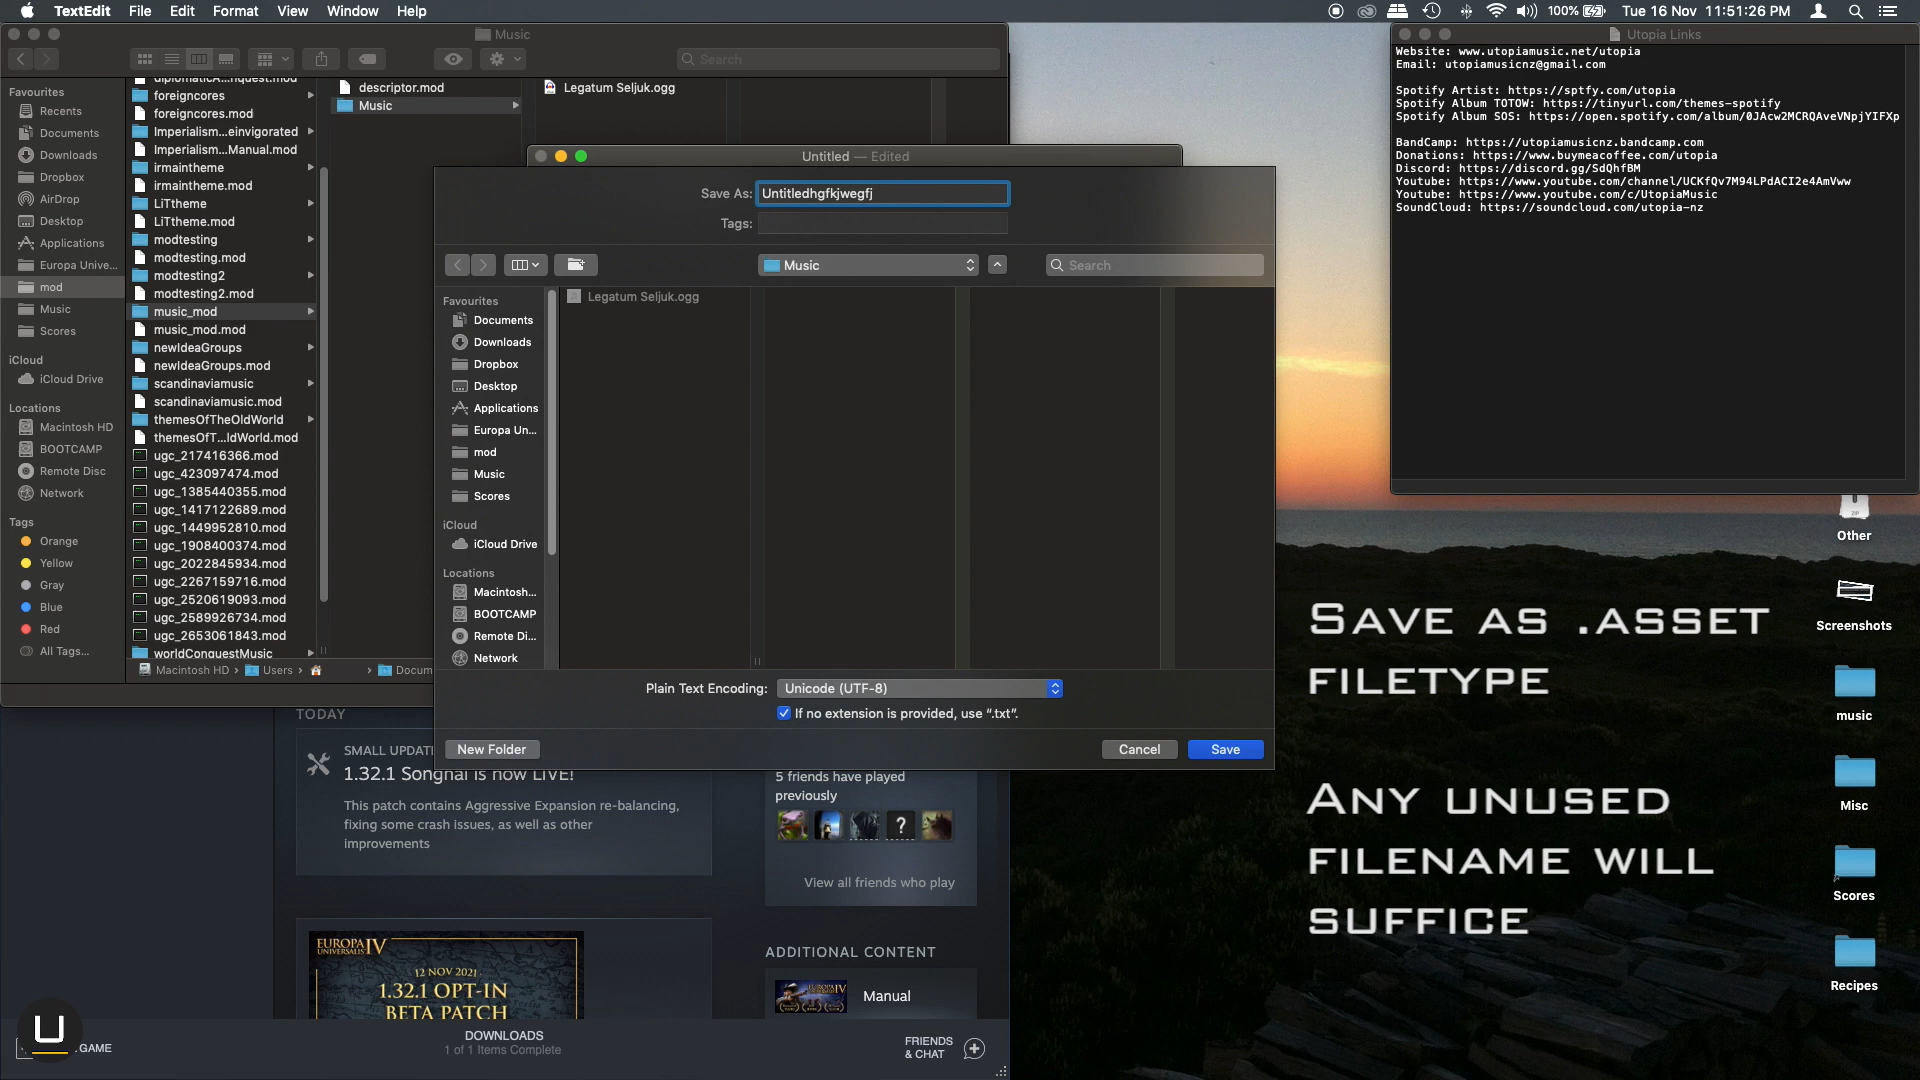 TextEdit File Edit Format View Window Help
100% Tue 16 Nov 11:51:26 PM
Music
Search
Favourites
Recents
Documents
Downloads
Dropbox
AirDrop
Desktop
Applications
Europa Unive...
mod
Music
Scores
iCloud
iCloud Drive
Locations
Macintosh HD
BOOTCAMP
Remote Disc
Network
Tags
Orange
Yellow
Gray
Blue
Red
All Tags...
foreigncores
foreigncores.mod
Imperialism...einvigorated
Imperialism...Manual.mod
irmaintheme
irmaintheme.mod
LiTtheme
LiTtheme.mod
modtesting
modtesting.mod
modtesting2
modtesting2.mod
music_mod
music_mod.mod
newIdeaGroups
newIdeaGroups.mod
scandinaviamusic
scandinaviamusic.mod
themesOfTheOldWorld
themesOfT...ldWorld.mod
ugc_217416366.mod
ugc_423097474.mod
ugc_1385440355.mod
ugc_1417122689.mod
ugc_1449952810.mod
ugc_1908400374.mod
ugc_2022845934.mod
ugc_2267159716.mod
ugc_2520619093.mod
ugc_2589926734.mod
ugc_2653061843.mod
worldConquestMusic
descriptor.mod
Music
Legatum Seljuk.ogg
Macintosh HD › Users › › Docum
Untitled — Edited
Save As: Untitledhgfkjwegfj
Tags:
Music
Search
Favourites
Documents
Downloads
Dropbox
Desktop
Applications
Europa Un...
mod
Music
Scores
iCloud
iCloud Drive
Locations
Macintosh...
BOOTCAMP
Remote Di...
Network
Legatum Seljuk.ogg
Plain Text Encoding: Unicode (UTF-8)
If no extension is provided, use “.txt”.
New Folder
Cancel
Save
Utopia Links
Website: www.utopiamusic.net/utopia
Email: utopiamusicnz@gmail.com
Spotify Artist: https://sptfy.com/utopia
Spotify Album TOTOW: https://tinyurl.com/themes-spotify
Spotify Album SOS: https://open.spotify.com/album/0JAcw2MCRQAveVNpjYIFXp
BandCamp: https://utopiamusicnz.bandcamp.com
Donations: https://www.buymeacoffee.com/utopia
Discord: https://discord.gg/SdQhfBM
Youtube: https://www.youtube.com/channel/UCKfQv7M94LPdACI2e4AmVww
Youtube: https://www.youtube.com/c/UtopiaMusic
SoundCloud: https://soundcloud.com/utopia-nz
ZIP
Other
Screenshots
music
Misc
Scores
Recipes
Save as .asset
filetype
Any unused
filename will
suffice
TODAY
SMALL UPDAT
1.32.1 Songhai is now LIVE!
This patch contains Aggressive Expansion re-balancing,
fixing some crash issues, as well as other
improvements
5 friends have played
previously
?
View all friends who play
EUROPA IV
UNIVERSALIS
12 NOV 2021
1.32.1 OPT-IN
BETA PATCH
ADDITIONAL CONTENT
Manual
U
GAME
DOWNLOADS
1 of 1 Items Complete
FRIENDS
& CHAT